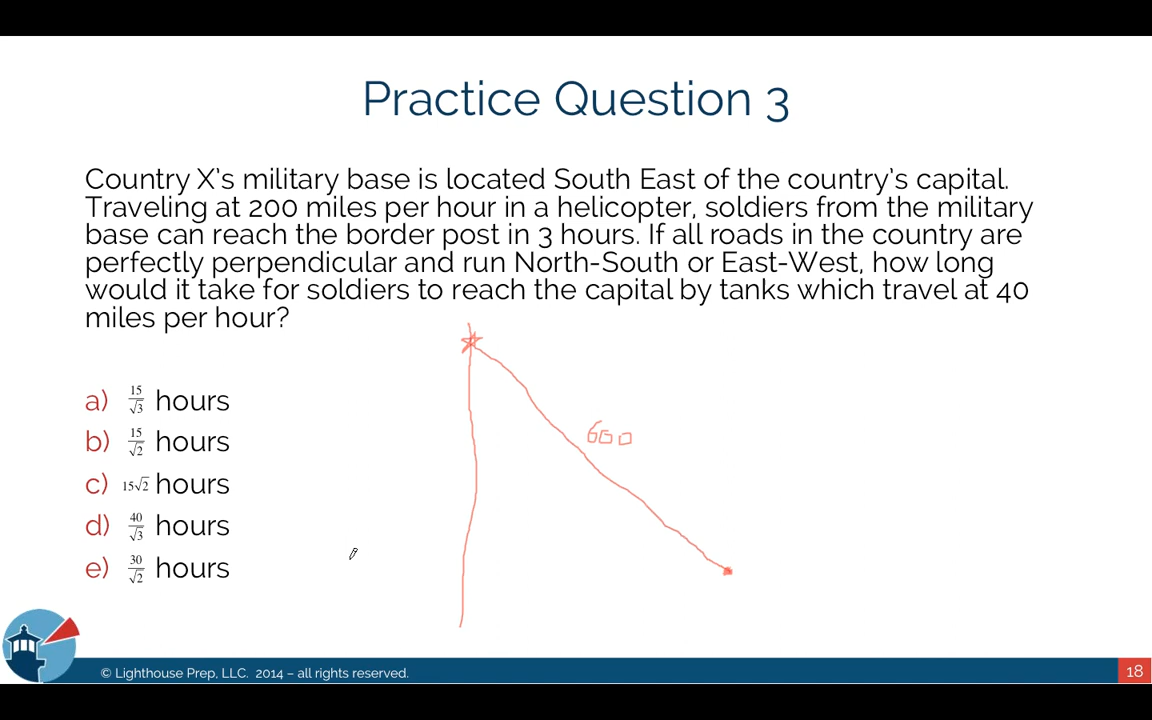 Practice Question 3
Country X's military base is located South East of the country's capital.
Traveling at 200 miles per hour in a helicopter, soldiers from the military
base can reach the border post in 3 hours. If all roads in the country are
perfectly perpendicular and run North-South or East-West, how long
would it take for soldiers to reach the capital by tanks which travel at 40
miles per hour?
a) 15/√3 hours
b) 15/√2 hours
c) 15√2 hours
d) 40/√3 hours
e) 30/√2 hours
600
© Lighthouse Prep, LLC. 2014 – all rights reserved.
18